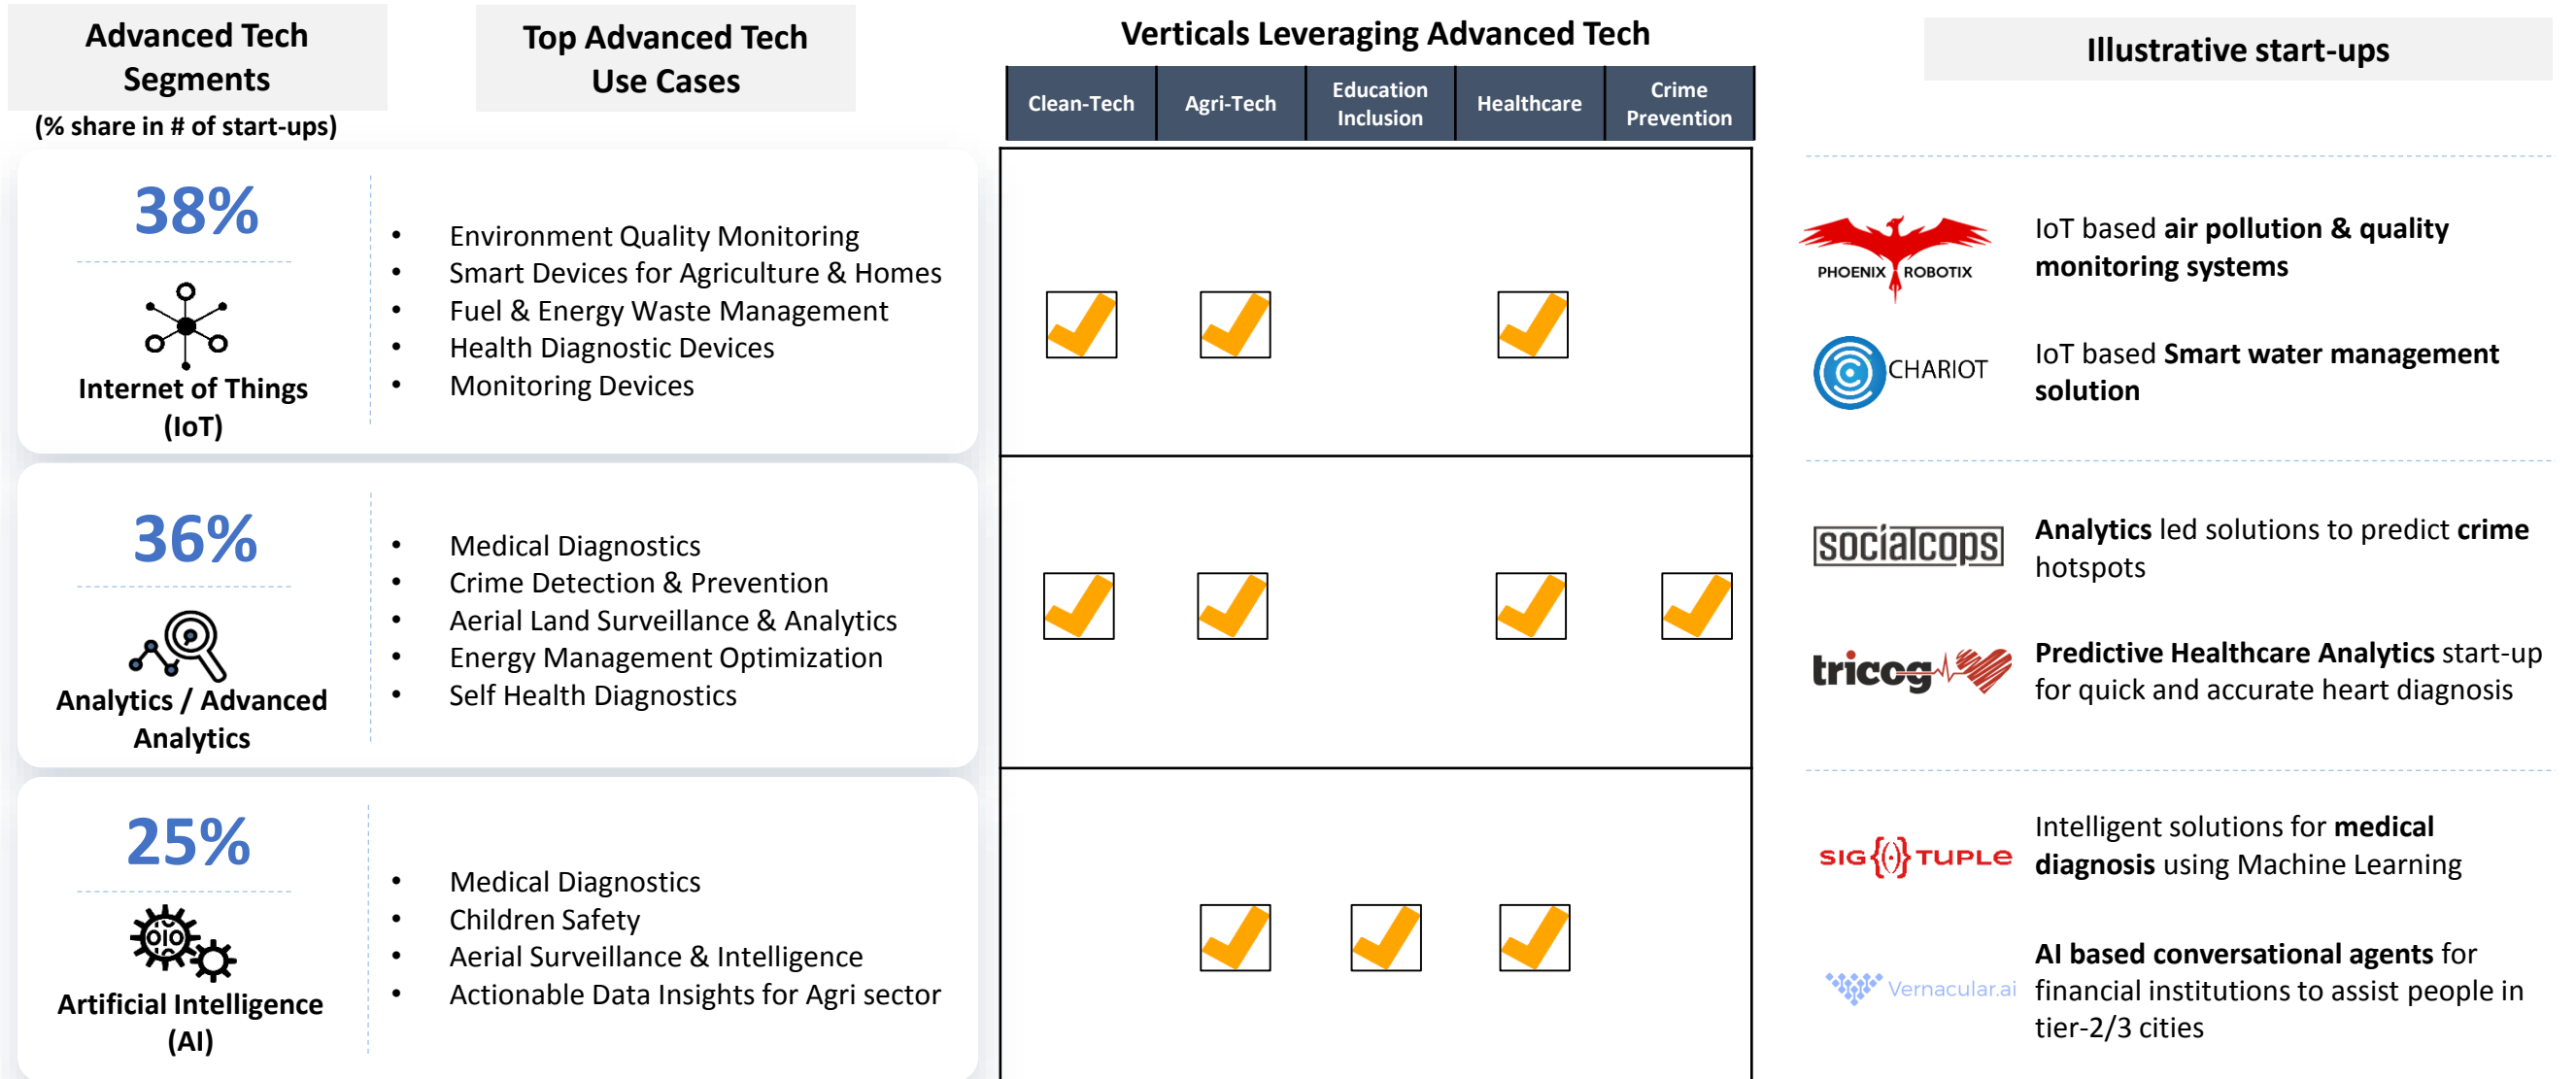 Advanced Tech
Segments
(% share in # of start-ups)
Top Advanced Tech
Use Cases
Verticals Leveraging Advanced Tech
Clean-Tech
Agri-Tech
Education
Inclusion
Healthcare
Crime
Prevention
Illustrative start-ups
38%
Internet of Things
(IoT)
• Environment Quality Monitoring
• Smart Devices for Agriculture & Homes
• Fuel & Energy Waste Management
• Health Diagnostic Devices
• Monitoring Devices
PHOENIX ROBOTIX
IoT based air pollution & quality
monitoring systems
CHARIOT
IoT based Smart water management
solution
36%
Analytics / Advanced
Analytics
• Medical Diagnostics
• Crime Detection & Prevention
• Aerial Land Surveillance & Analytics
• Energy Management Optimization
• Self Health Diagnostics
socialcops
Analytics led solutions to predict crime
hotspots
tricog
Predictive Healthcare Analytics start-up
for quick and accurate heart diagnosis
25%
Artificial Intelligence
(AI)
• Medical Diagnostics
• Children Safety
• Aerial Surveillance & Intelligence
• Actionable Data Insights for Agri sector
SIG{(·)}TUPLE
Intelligent solutions for medical
diagnosis using Machine Learning
Vernacular.ai
AI based conversational agents for
financial institutions to assist people in
tier-2/3 cities